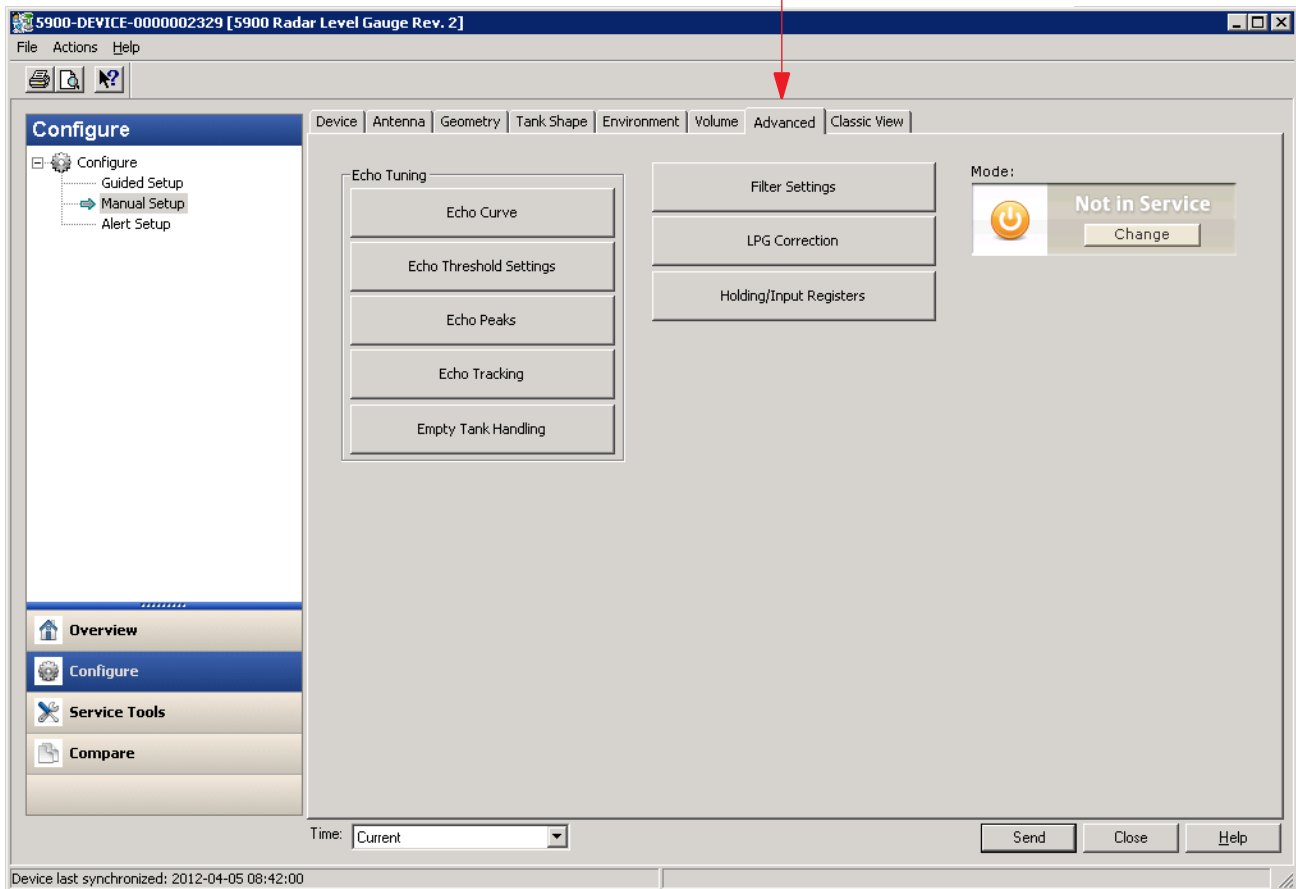 5900-DEVICE-0000002329 [5900 Radar Level Gauge Rev. 2]
File Actions Help
Configure
Configure
Guided Setup
Manual Setup
Alert Setup
Overview
Configure
Service Tools
Compare
Device Antenna Geometry Tank Shape Environment Volume Advanced Classic View
Echo Tuning
Echo Curve
Echo Threshold Settings
Echo Peaks
Echo Tracking
Empty Tank Handling
Filter Settings
LPG Correction
Holding/Input Registers
Mode:
Not in Service
Change
Time: Current
Send Close Help
Device last synchronized: 2012-04-05 08:42:00